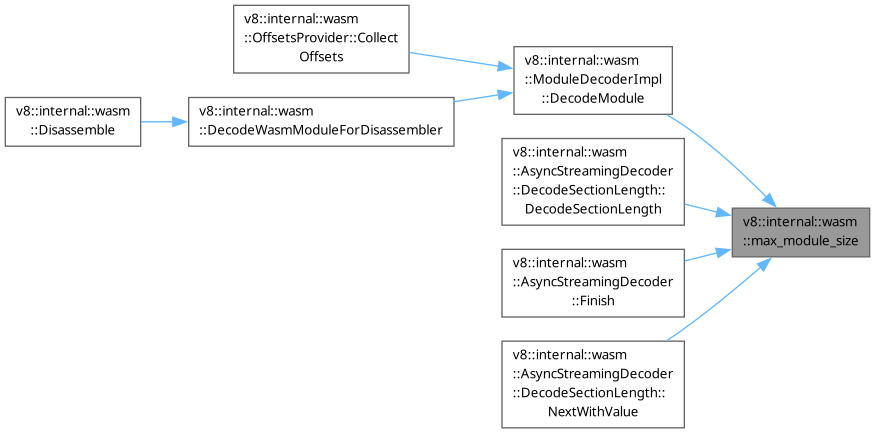 v8::internal::wasm
::OffsetsProvider::Collect
Offsets
v8::internal::wasm
::ModuleDecoderImpl
::DecodeModule
v8::internal::wasm
::Disassemble
v8::internal::wasm
::DecodeWasmModuleForDisassembler
v8::internal::wasm
::AsyncStreamingDecoder
::DecodeSectionLength::
DecodeSectionLength
v8::internal::wasm
::max_module_size
v8::internal::wasm
::AsyncStreamingDecoder
::Finish
v8::internal::wasm
::AsyncStreamingDecoder
::DecodeSectionLength::
NextWithValue